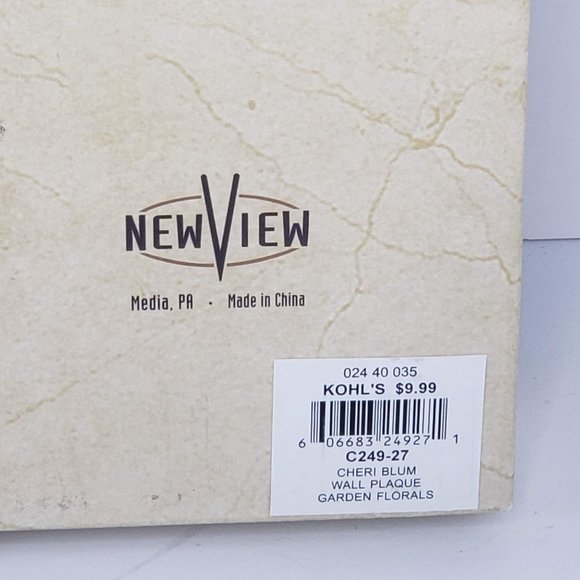 NEWVIEW
Media, PA · Made in China
024 40 035
KOHL'S $9.99
6 06683 24927 1
C249-27
CHERI BLUM
WALL PLAQUE
GARDEN FLORALS